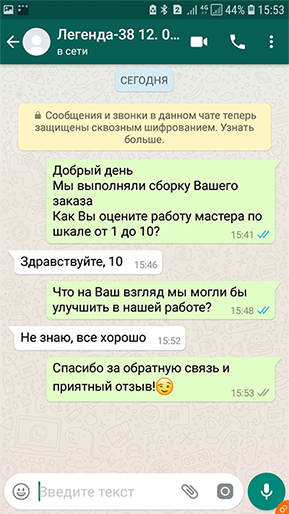 44% 15:53
Легенда-38 12. 0...
в сети
СЕГОДНЯ
Сообщения и звонки в данном чате теперь
защищены сквозным шифрованием. Узнать
больше.
Добрый день
Мы выполняли сборку Вашего
заказа
Как Вы оцените работу мастера по
шкале от 1 до 10?
15:41
Здравствуйте, 10 15:46
Что на Ваш взгляд мы могли бы
улучшить в нашей работе? 15:48
Не знаю, все хорошо 15:52
Спасибо за обратную связь и
приятный отзыв!😉 15:53
Введите текст